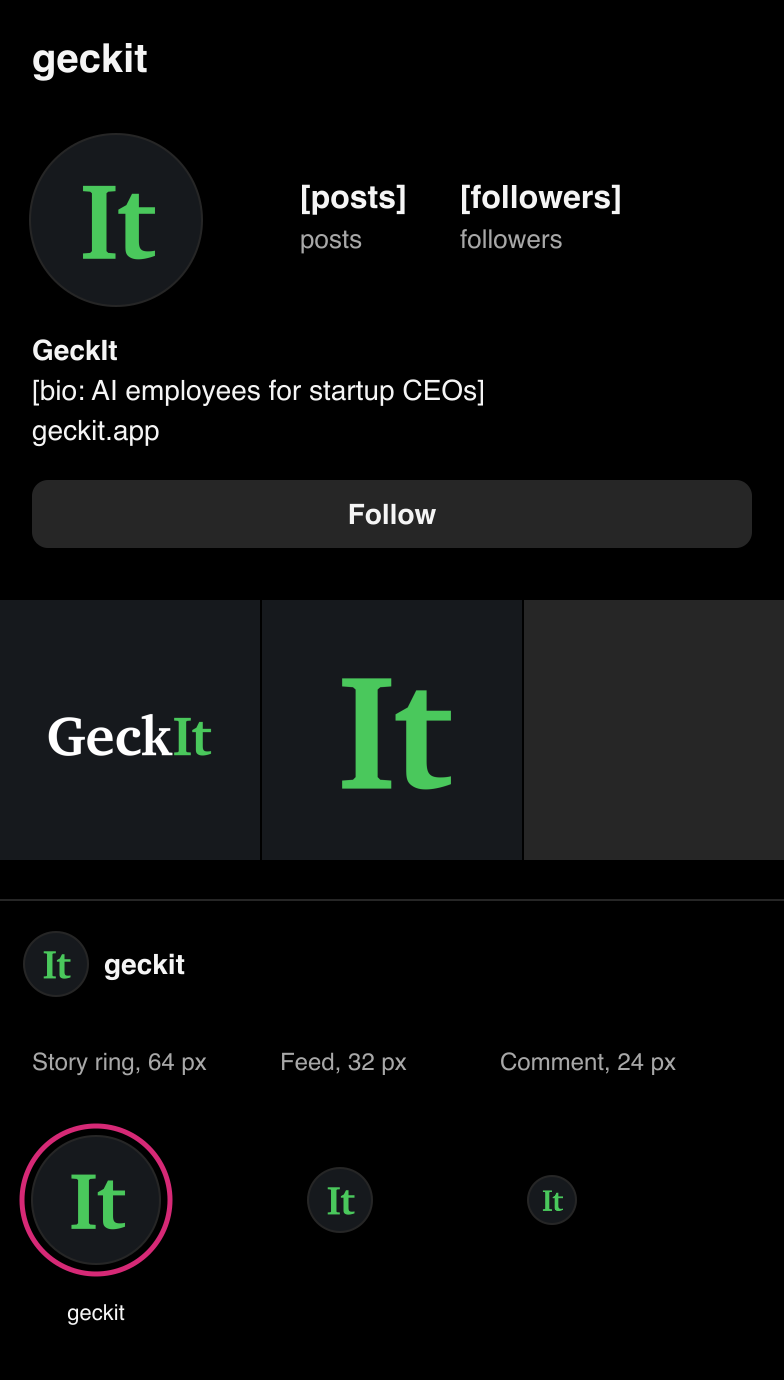 geckit
It
[posts] [followers]
posts followers
GeckIt
[bio: AI employees for startup CEOs]
geckit.app
Follow
GeckIt It
It geckit
Story ring, 64 px Feed, 32 px Comment, 24 px
It It It
geckit